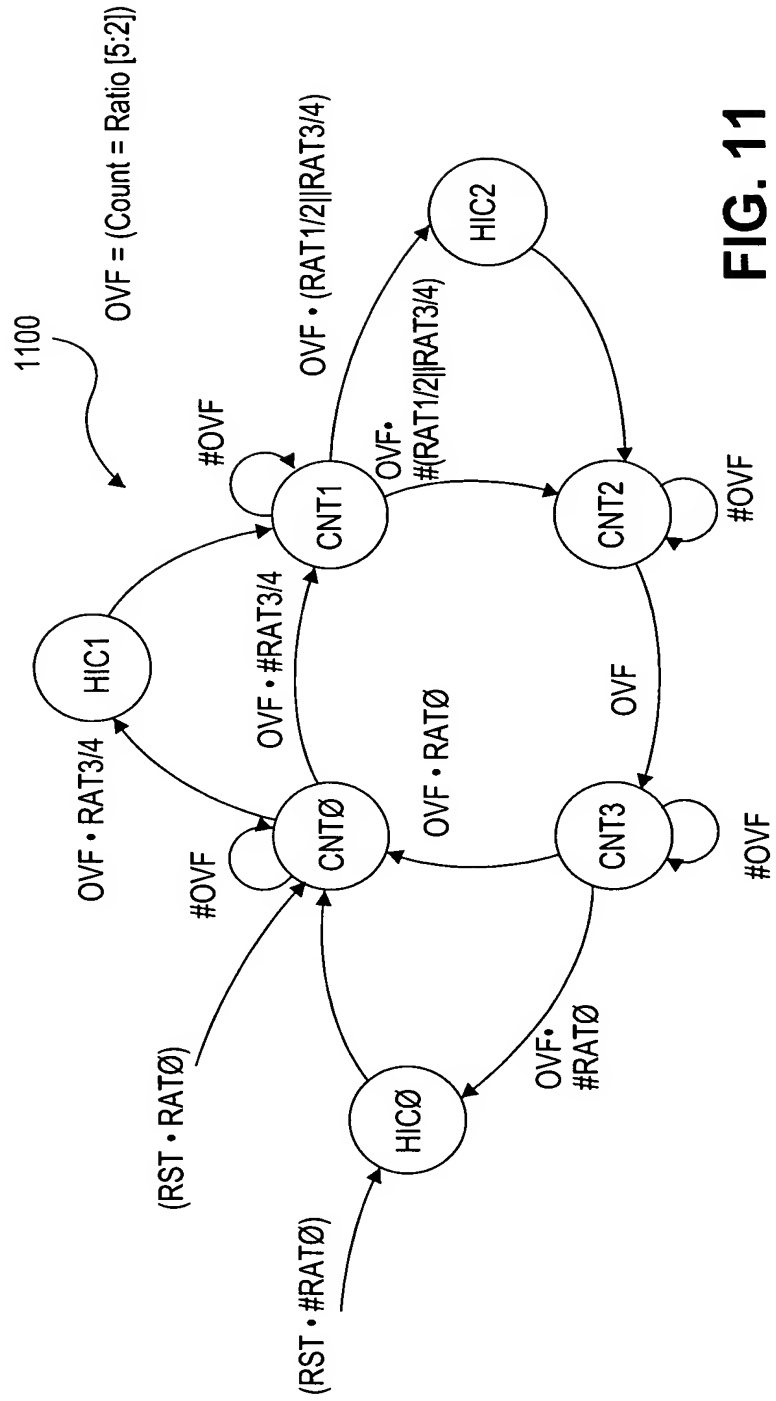 1100
OVF = (Count = Ratio [5:2])
HIC1
OVF • RAT3/4
#OVF
OVF • (RAT1/2||RAT3/4)
(RST • RATØ)
#OVF
CNTØ
OVF • #RAT3/4
CNT1
OVF•
#(RAT1/2||RAT3/4)
HIC2
(RST • #RATØ)
HICØ
OVF • RATØ
OVF•
#RATØ
CNT3
OVF
CNT2
#OVF
#OVF
FIG. 11